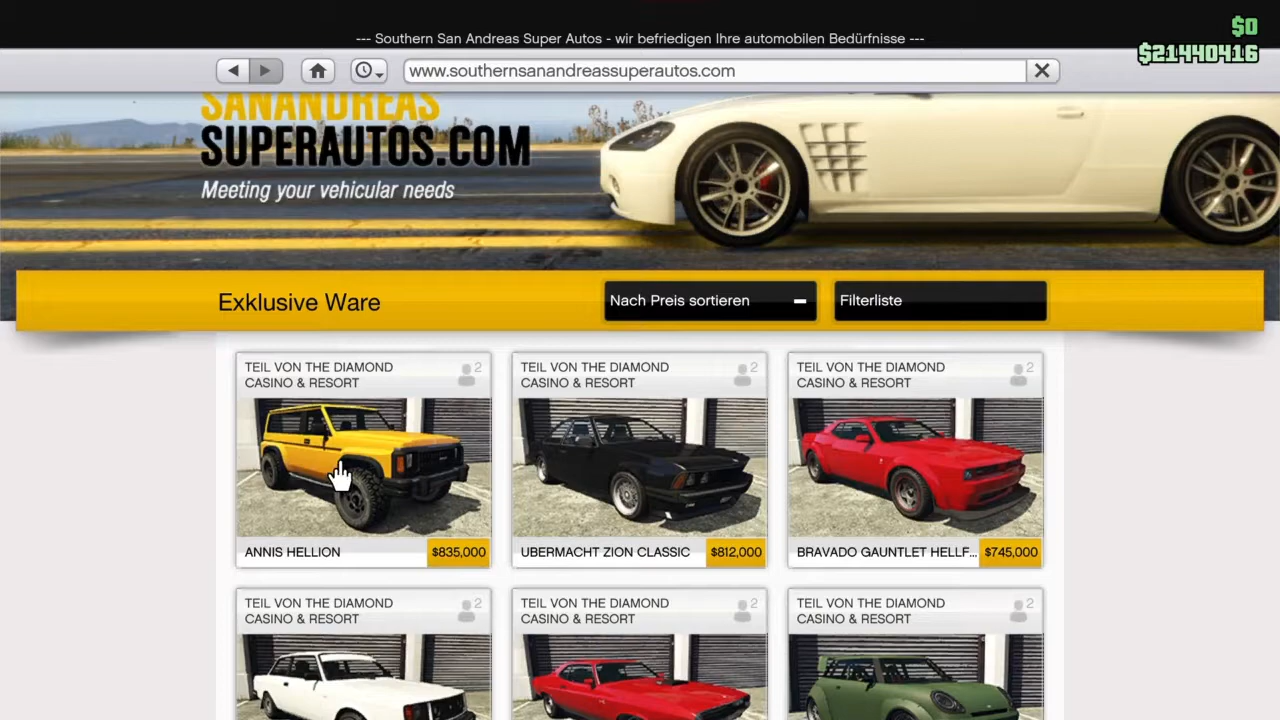 $0
--- Southern San Andreas Super Autos - wir befriedigen Ihre automobilen Bedürfnisse ---
$21440416
www.southernsanandreassuperautos.com
SANANDREAS
SUPERAUTOS.COM
Meeting your vehicular needs
Exklusive Ware
Nach Preis sortieren
Filterliste
TEIL VON THE DIAMOND
CASINO & RESORT
2
ANNIS HELLION
$835,000
TEIL VON THE DIAMOND
CASINO & RESORT
2
UBERMACHT ZION CLASSIC
$812,000
TEIL VON THE DIAMOND
CASINO & RESORT
2
BRAVADO GAUNTLET HELLF...
$745,000
TEIL VON THE DIAMOND
CASINO & RESORT
2
TEIL VON THE DIAMOND
CASINO & RESORT
2
TEIL VON THE DIAMOND
CASINO & RESORT
2